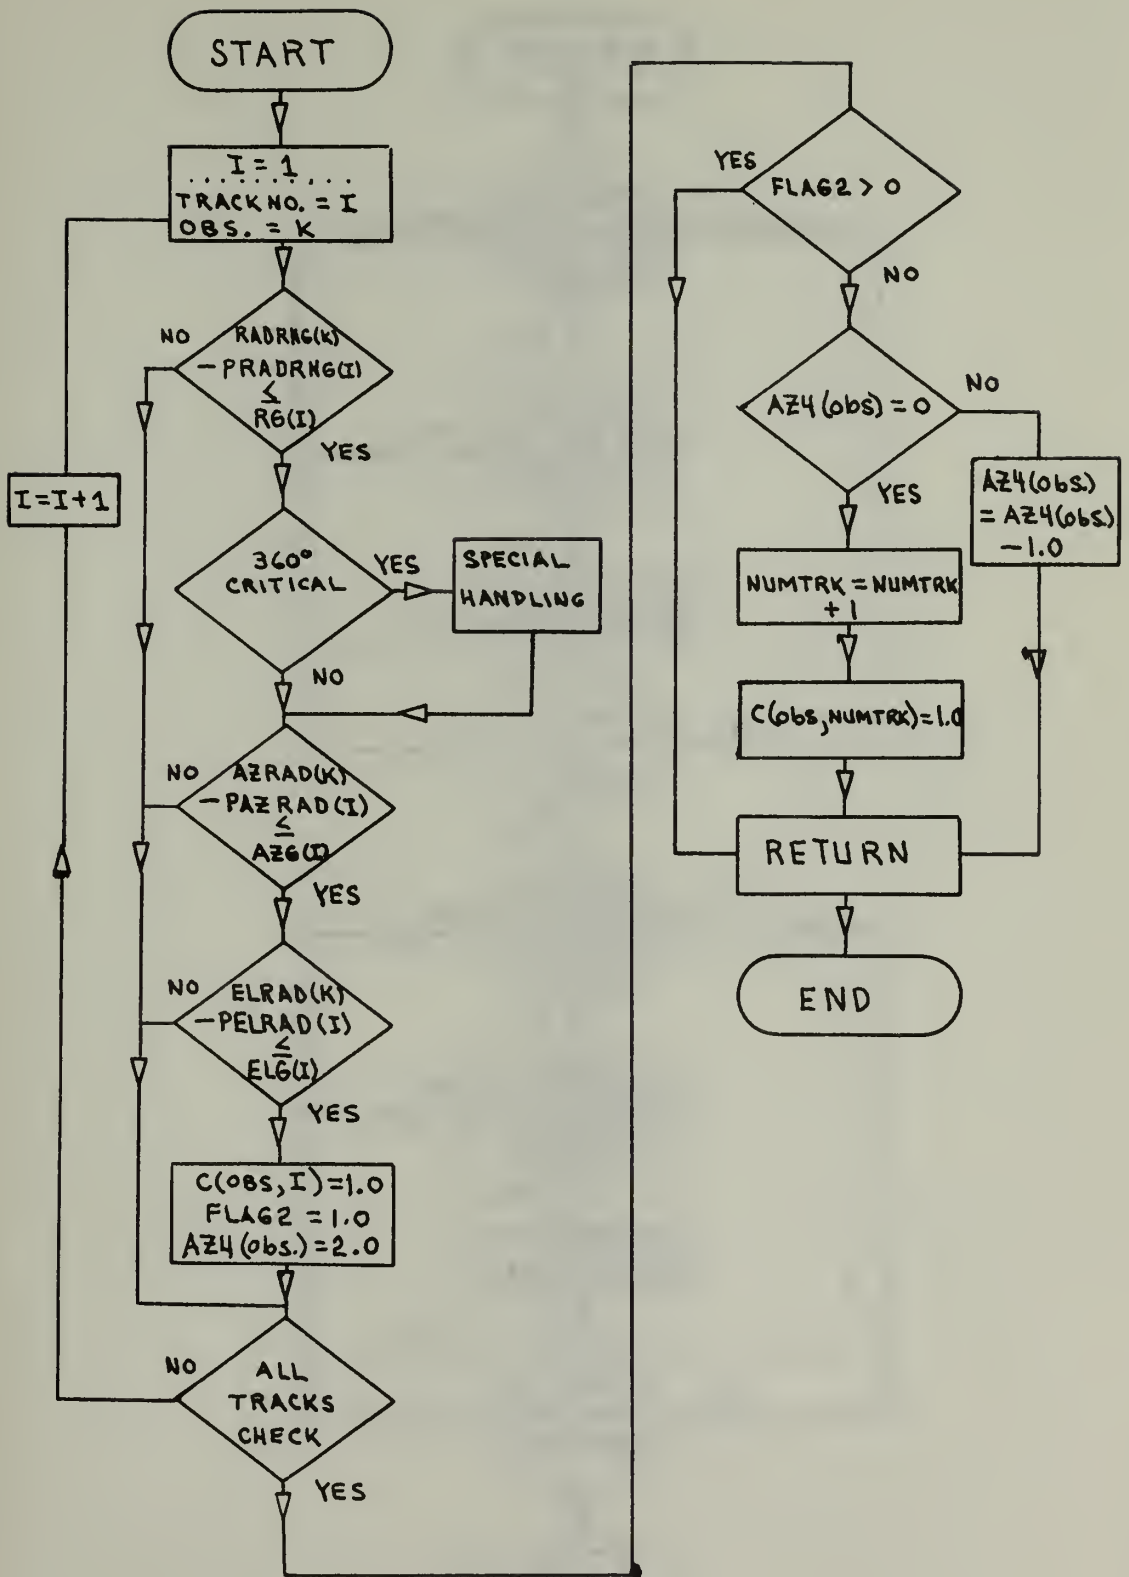 START
I = 1
. . . . . . . . . . .
TRACKNO. = I
OBS. = K
NO
RADRNG(K)
- PRADRNG(I)
≤
RG(I)
YES
I = I + 1
360°
CRITICAL
YES
SPECIAL
HANDLING
NO
NO
AZRAD(K)
- PAZRAD(I)
≤
AZG(I)
YES
NO
ELRAD(K)
- PELRAD(I)
≤
ELG(I)
YES
C(OBS, I) = 1.0
FLAG2 = 1.0
AZ4(obs.) = 2.0
NO
ALL
TRACKS
CHECK
YES
YES
FLAG2 > 0
NO
AZ4(obs) = 0
NO
YES
AZ4(obs.)
= AZ4(obs.)
- 1.0
NUMTRK = NUMTRK
+ 1
C(obs, NUMTRK) = 1.0
RETURN
END